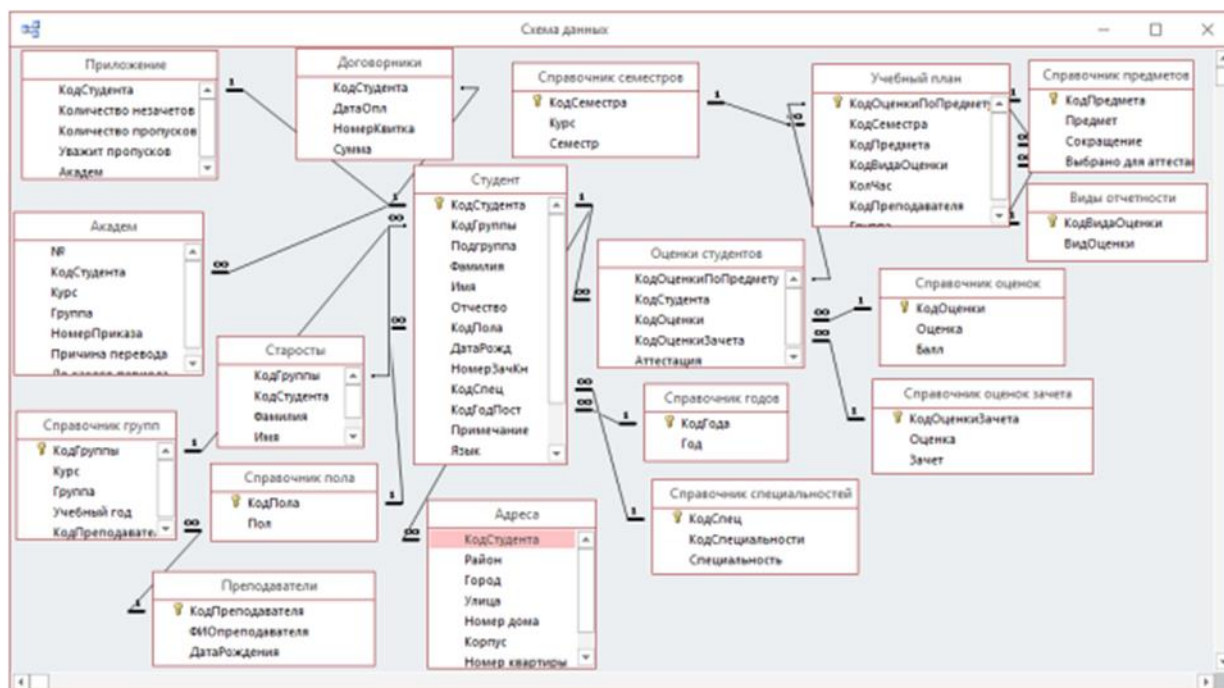 Схема данных
Приложение
КодСтудента
Количество незачетов
Количество пропусков
Уважит пропусков
Академ
Договорники
КодСтудента
ДатаОпл
НомерКвитка
Сумма
Справочник семестров
КодСеместра
Курс
Семестр
Учебный план
КодОценкиПоПредмету
КодСеместра
КодПредмета
КодВидаОценки
КолЧас
КодПреподавателя
Группа
Справочник предметов
КодПредмета
Предмет
Сокращение
Выбрано для аттеста
Виды отчетности
КодВидаОценки
ВидОценки
Академ
№
КодСтудента
Курс
Группа
НомерПриказа
Причина перевода
Студент
КодСтудента
КодГруппы
Подгруппа
Фамилия
Имя
Отчество
КодПола
ДатаРожд
НомерЗачКн
КодСпец
КодГодПост
Примечание
Язык
Оценки студентов
КодОценкиПоПредмету
КодСтудента
КодОценки
КодОценкиЗачета
Аттестация
Справочник оценок
КодОценки
Оценка
Балл
Старосты
КодГруппы
КодСтудента
Фамилия
Имя
Справочник годов
КодГода
Год
Справочник оценок зачета
КодОценкиЗачета
Оценка
Зачет
Справочник групп
КодГруппы
Курс
Группа
Учебный год
КодПреподавате
Справочник пола
КодПола
Пол
Адреса
КодСтудента
Район
Город
Улица
Номер дома
Корпус
Номер квартиры
Справочник специальностей
КодСпец
КодСпециальности
Специальность
Преподаватели
КодПреподавателя
ФИОпреподавателя
ДатаРождения